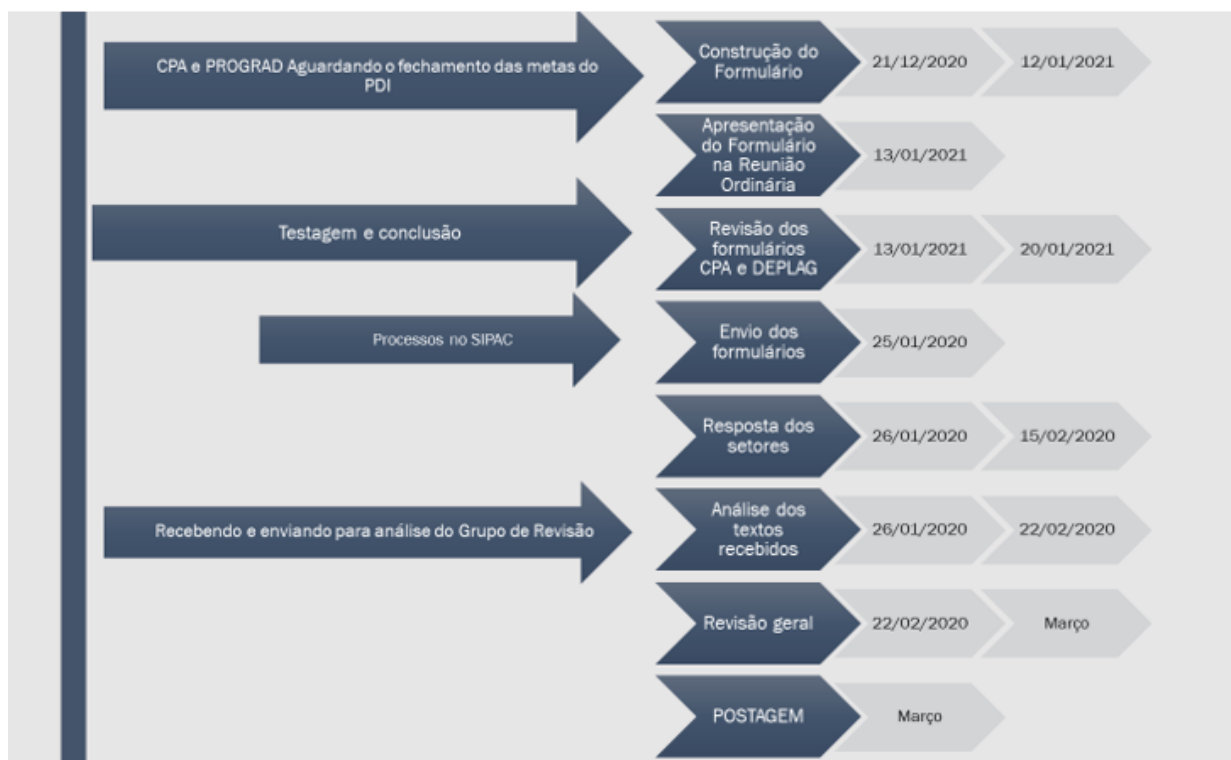 CPA e PROGRAD Aguardando o fechamento das metas do
PDI
Construção do
Formulário
21/12/2020
12/01/2021
Apresentação
do Formulário
na Reunião
Ordinária
13/01/2021
Testagem e conclusão
Revisão dos
formulários
CPA e DEPLAG
13/01/2021
20/01/2021
Processos no SIPAC
Envio dos
formulários
25/01/2020
Resposta dos
setores
26/01/2020
15/02/2020
Recebendo e enviando para análise do Grupo de Revisão
Análise dos
textos
recebidos
26/01/2020
22/02/2020
Revisão geral
22/02/2020
Março
POSTAGEM
Março